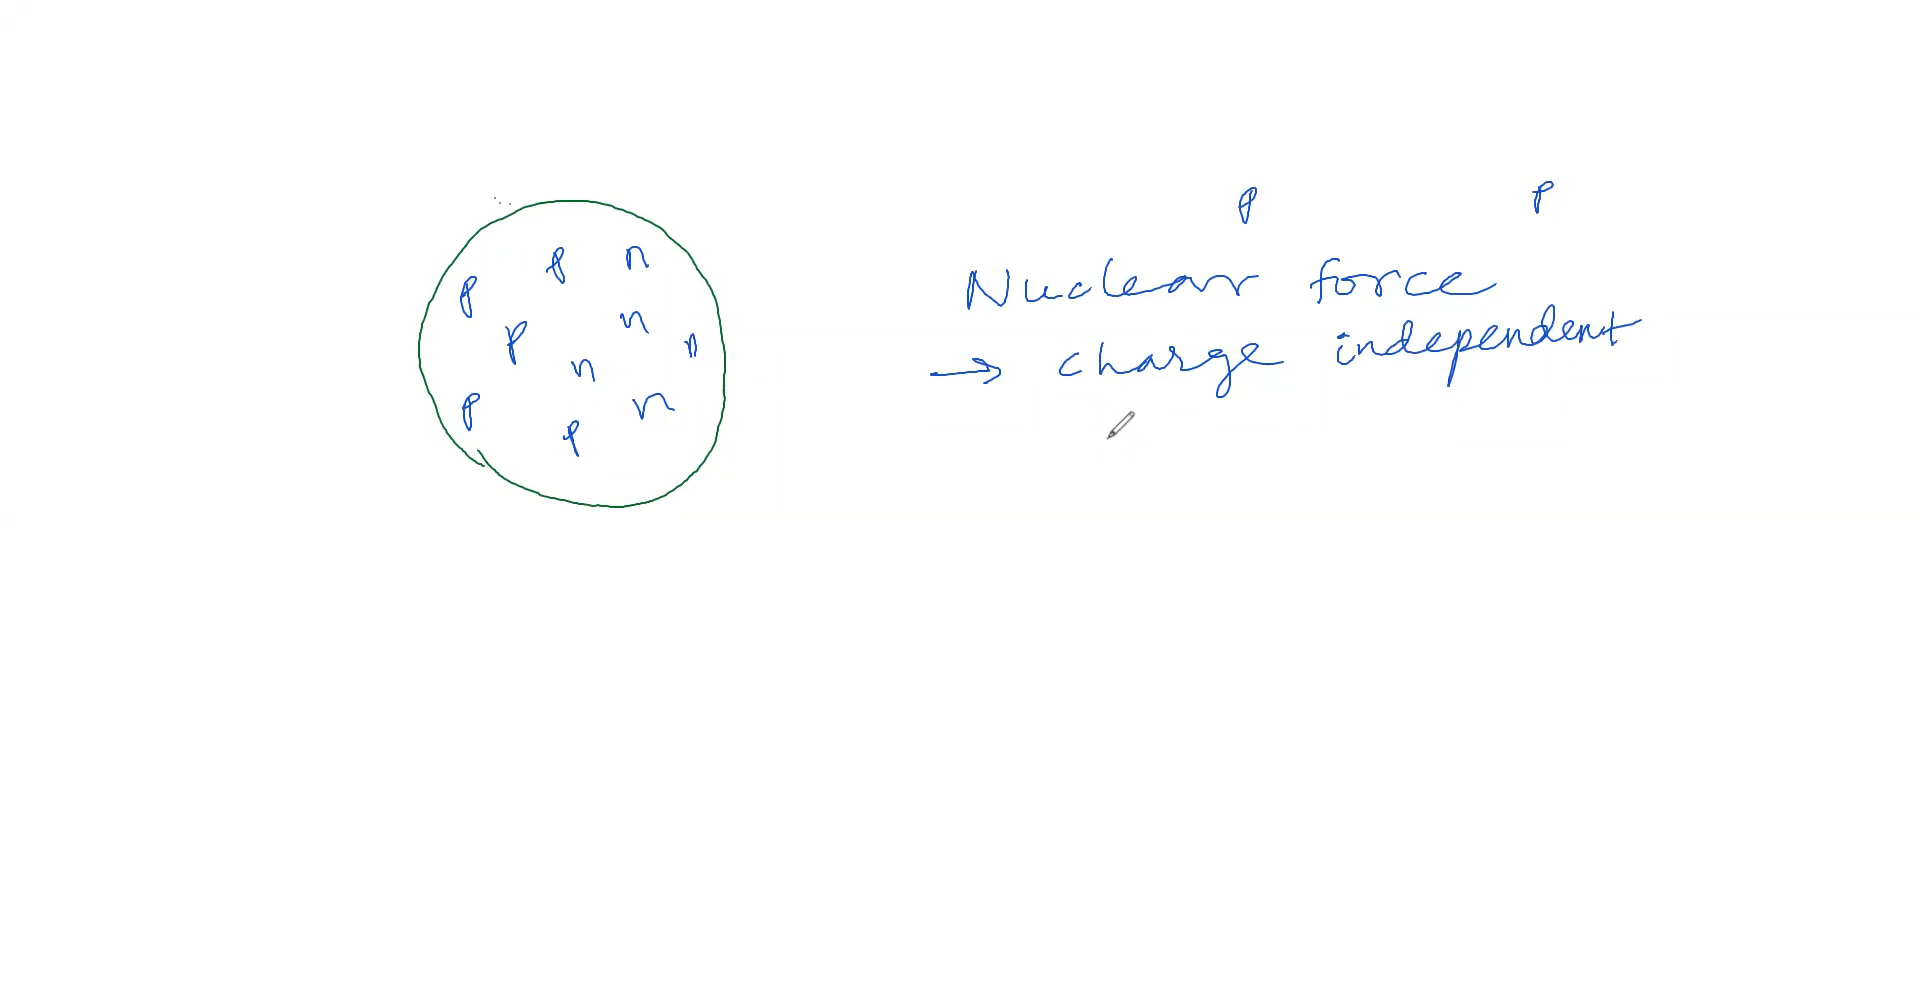 p p
p n
p
p n
n
n
p n
p
Nuclear force
→ charge independent